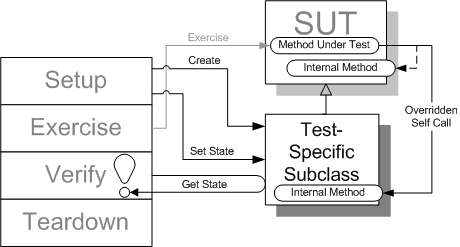 SUT
Exercise
Method Under Test
Setup
Create
Internal Method
Exercise
Overridden
Self Call
Set State
Test-
Specific
Subclass
Verify
Get State
Internal Method
Teardown